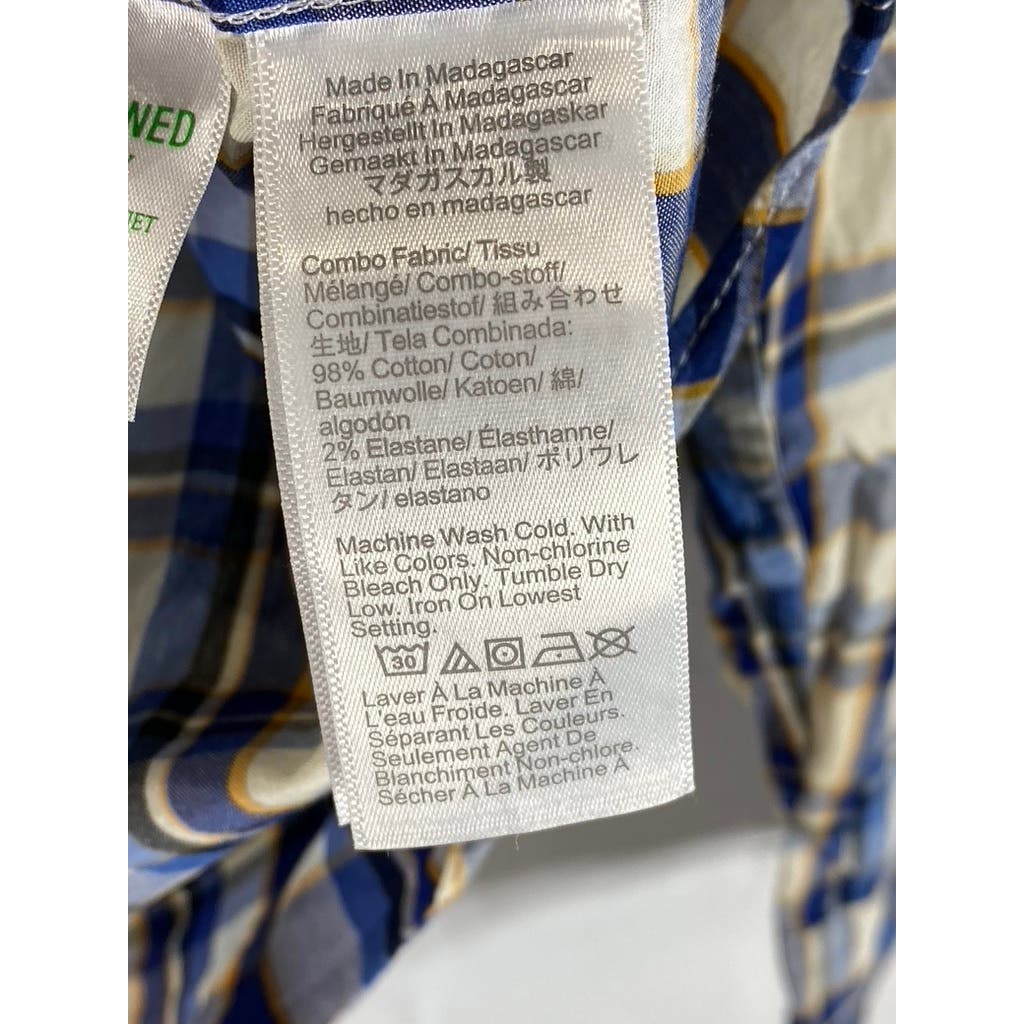 Made In Madagascar
Fabriqué À Madagascar
Hergestellt In Madagaskar
Gemaakt In Madagascar
マダガスカル製
hecho en madagascar
Combo Fabric/ Tissu
Mélangé/ Combo-stoff/
Combinatiestof/ 組み合わせ
生地/ Tela Combinada:
98% Cotton/ Coton/
Baumwolle/ Katoen/ 綿/
algodón
2% Elastane/ Élasthanne/
Elastan/ Elastaan/ ポリウレ
タン/ elastano
Machine Wash Cold. With
Like Colors. Non-chlorine
Bleach Only. Tumble Dry
Low. Iron On Lowest
Setting.
30
Laver À La Machine À
L'eau Froide. Laver En
Séparant Les Couleurs.
Seulement Agent De
Blanchiment Non-chlore.
Sécher À La Machine À